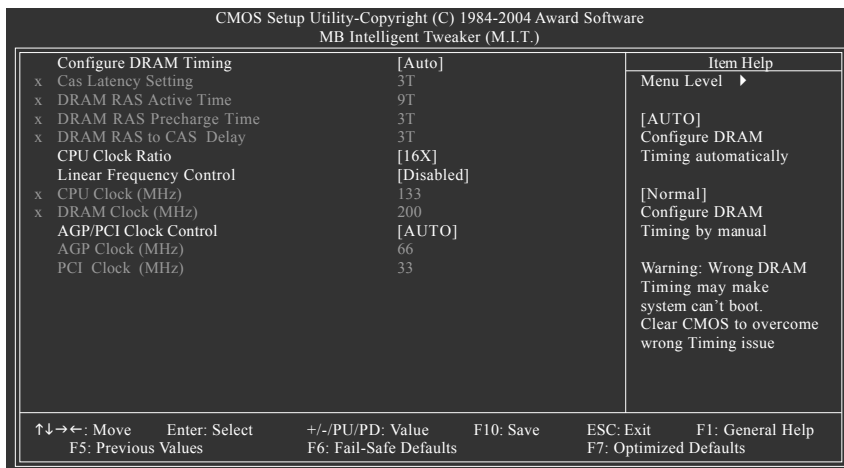 CMOS Setup Utility-Copyright (C) 1984-2004 Award Software
MB Intelligent Tweaker (M.I.T.)
Configure DRAM Timing [Auto]
x Cas Latency Setting 3T
x DRAM RAS Active Time 9T
x DRAM RAS Precharge Time 3T
x DRAM RAS to CAS Delay 3T
CPU Clock Ratio [16X]
Linear Frequency Control [Disabled]
x CPU Clock (MHz) 133
x DRAM Clock (MHz) 200
AGP/PCI Clock Control [AUTO]
AGP Clock (MHz) 66
PCI Clock (MHz) 33
Item Help
Menu Level ▶
[AUTO]
Configure DRAM
Timing automatically
[Normal]
Configure DRAM
Timing by manual
Warning: Wrong DRAM
Timing may make
system can't boot.
Clear CMOS to overcome
wrong Timing issue
↑↓→←: Move Enter: Select +/-/PU/PD: Value F10: Save ESC: Exit F1: General Help
F5: Previous Values F6: Fail-Safe Defaults F7: Optimized Defaults